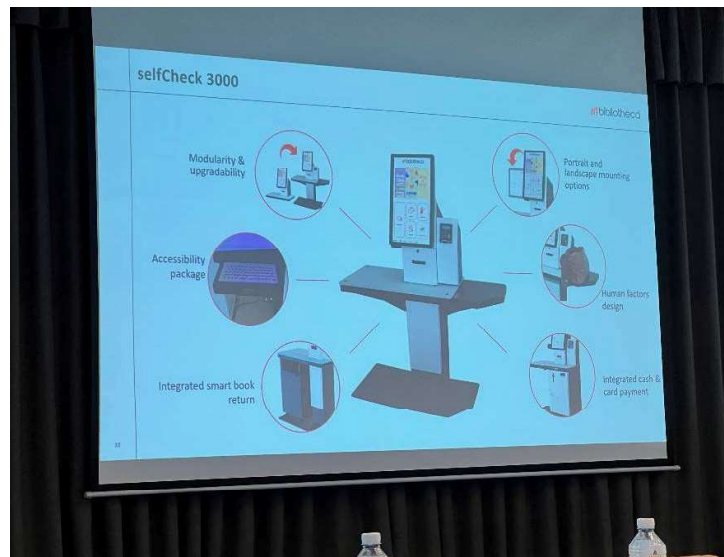 selfCheck 3000
bibliotheca
Modularity &
upgradability
Portrait and
landscape mounting
options
Accessibility
package
Human factors
design
Integrated smart book
return
Integrated cash &
card payment